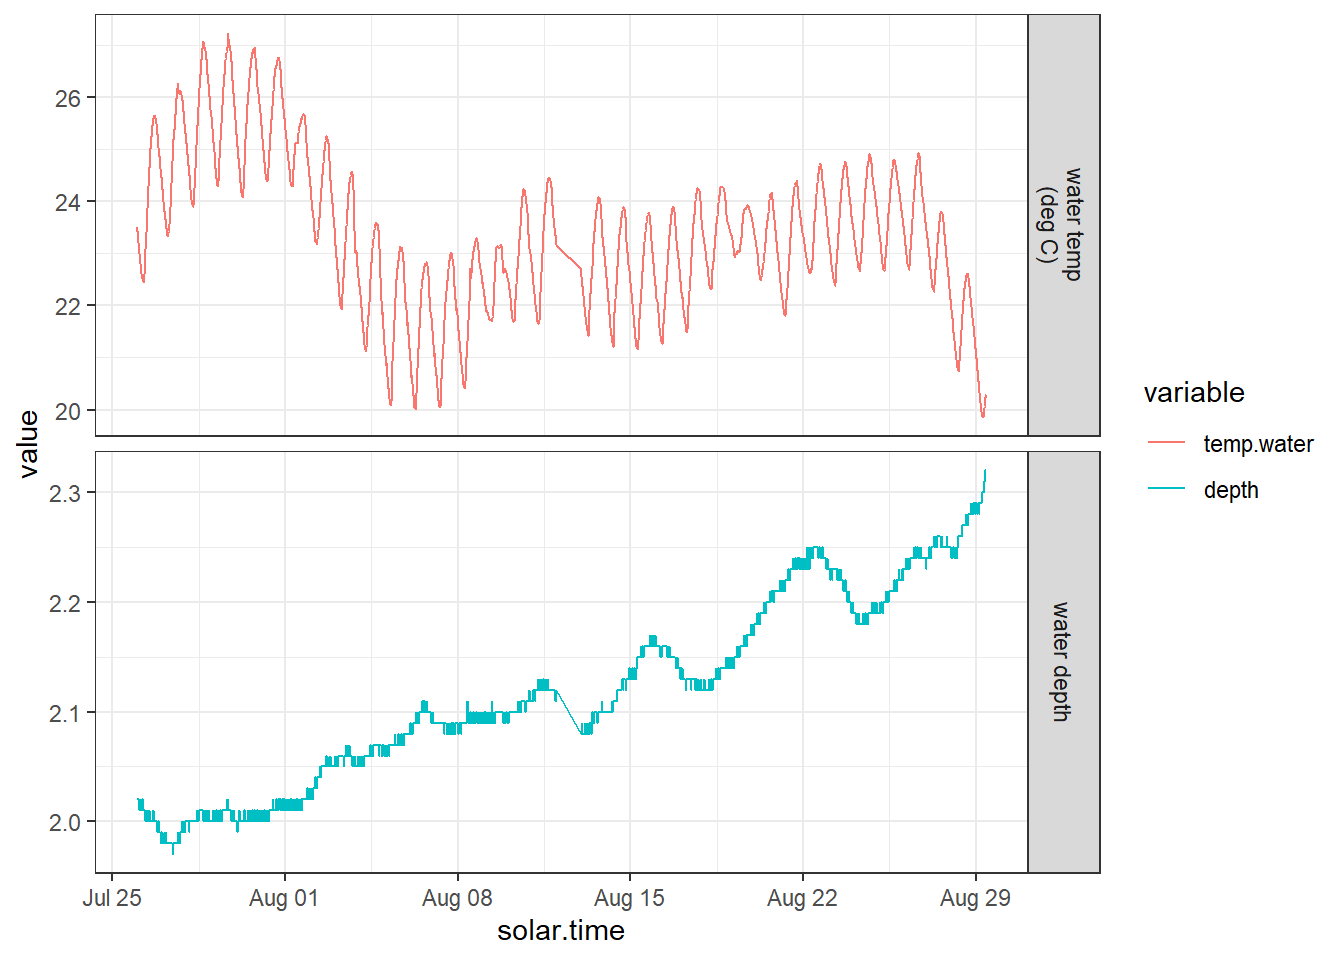 26
24
22
20
water temp
(deg C)
value
2.3
2.2
2.1
2.0
water depth
Jul 25
Aug 01
Aug 08
Aug 15
Aug 22
Aug 29
solar.time
variable
temp.water
depth